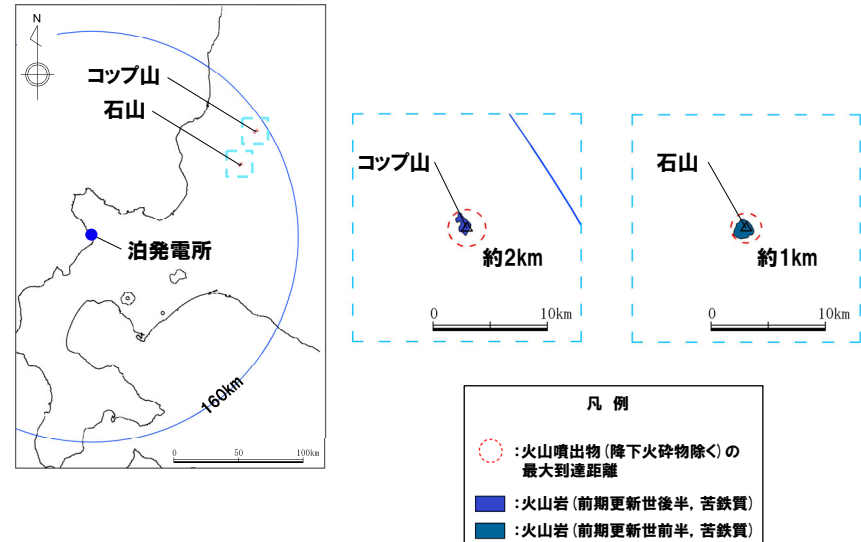 N
コップ山
石山
泊発電所
160km
0 50 100km
コップ山
約2km
0 10km
石山
約1km
0 10km
凡 例
:火山噴出物(降下火砕物除く)の
最大到達距離
:火山岩(前期更新世後半, 苦鉄質)
:火山岩(前期更新世前半, 苦鉄質)